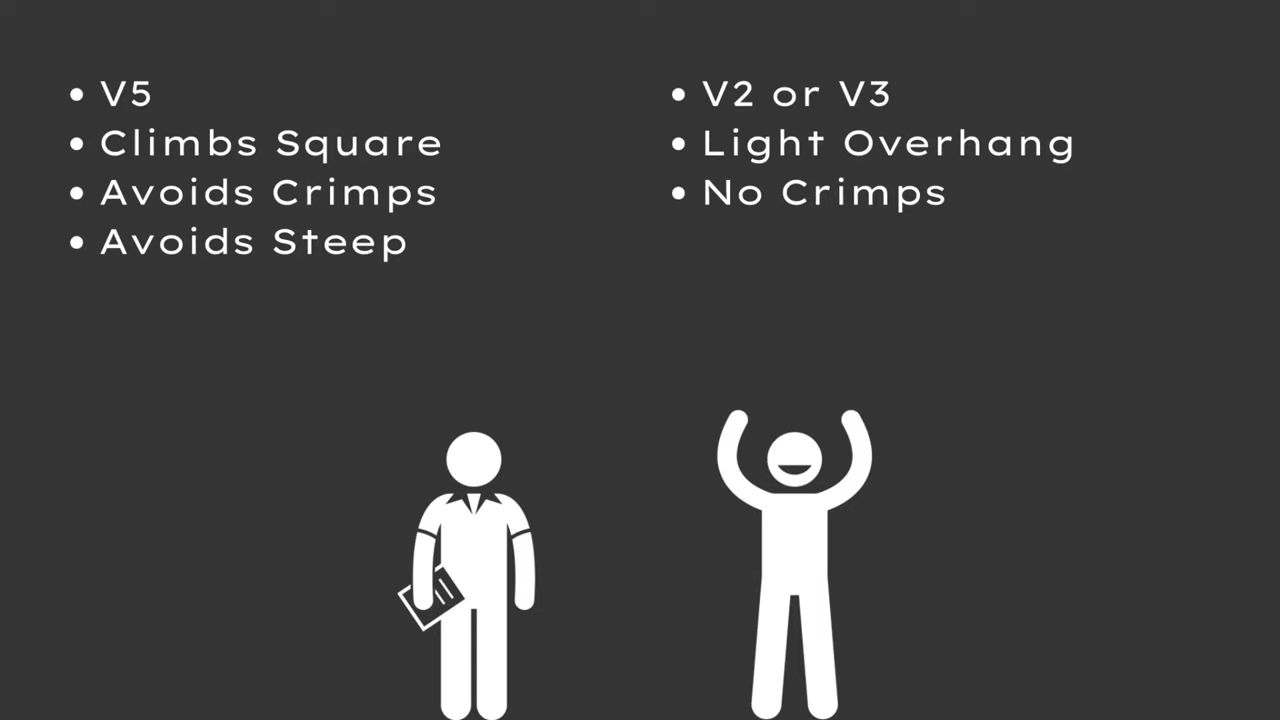 • V5
• Climbs Square
• Avoids Crimps
• Avoids Steep
• V2 or V3
• Light Overhang
• No Crimps